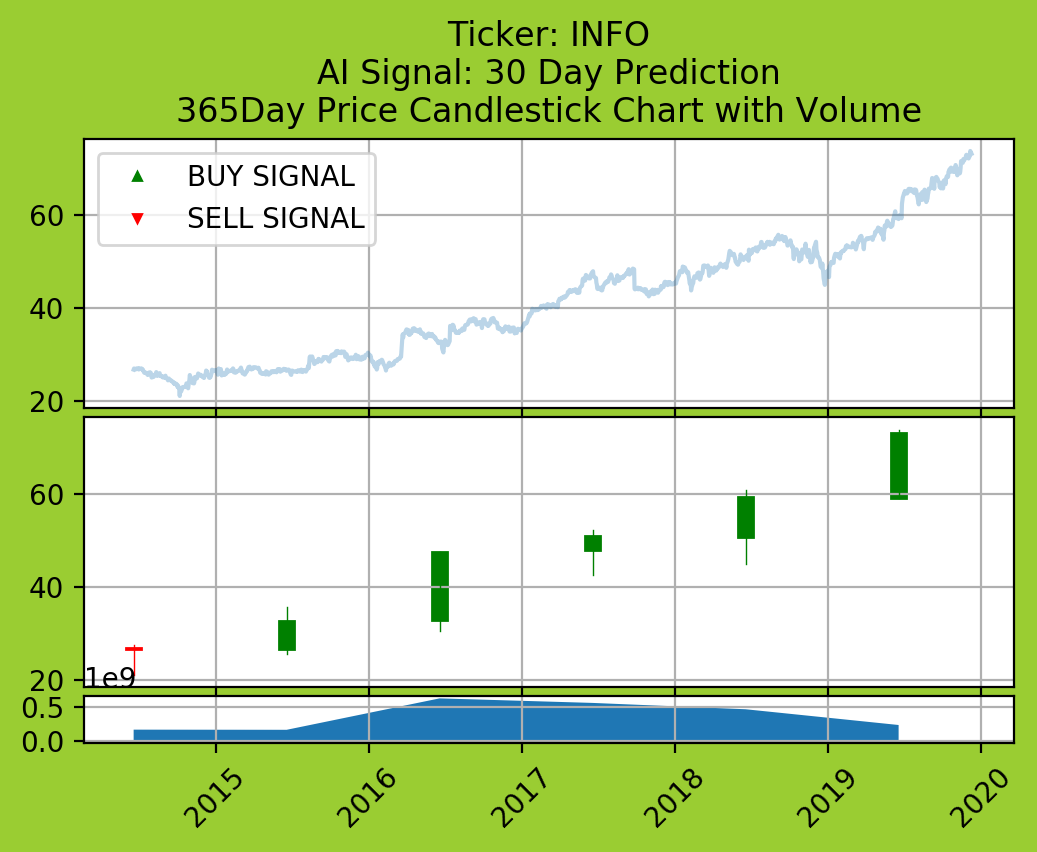 Ticker: INFO
AI Signal: 30 Day Prediction
365Day Price Candlestick Chart with Volume
BUY SIGNAL
SELL SIGNAL
60
40
20
60
40
20
1e9
0.5
0.0
2015
2016
2017
2018
2019
2020